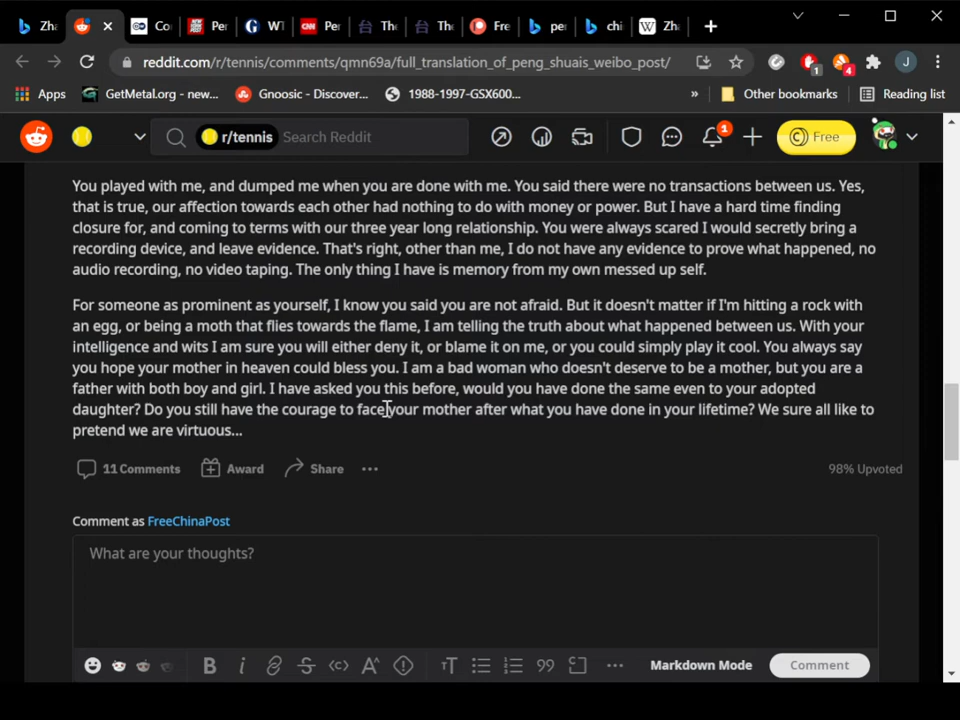 Zha
Co
Per
WT
Pe
The
The
Fre
per
chi
Zha
reddit.com/r/tennis/comments/qmn69a/full_translation_of_peng_shuais_weibo_post/
1
4
J
Apps
GetMetal.org - new...
Gnoosic - Discover...
1988-1997-GSX600...
»
Other bookmarks
Reading list
r/tennis
Search Reddit
1
Free
You played with me, and dumped me when you are done with me. You said there were no transactions between us. Yes,
that is true, our affection towards each other had nothing to do with money or power. But I have a hard time finding
closure for, and coming to terms with our three year long relationship. You were always scared I would secretly bring a
recording device, and leave evidence. That's right, other than me, I do not have any evidence to prove what happened, no
audio recording, no video taping. The only thing I have is memory from my own messed up self.
For someone as prominent as yourself, I know you said you are not afraid. But it doesn't matter if I'm hitting a rock with
an egg, or being a moth that flies towards the flame, I am telling the truth about what happened between us. With your
intelligence and wits I am sure you will either deny it, or blame it on me, or you could simply play it cool. You always say
you hope your mother in heaven could bless you. I am a bad woman who doesn't deserve to be a mother, but you are a
father with both boy and girl. I have asked you this before, would you have done the same even to your adopted
daughter? Do you still have the courage to face your mother after what you have done in your lifetime? We sure all like to
pretend we are virtuous...
11 Comments
Award
Share
98% Upvoted
Comment as FreeChinaPost
What are your thoughts?
B
i
Markdown Mode
Comment